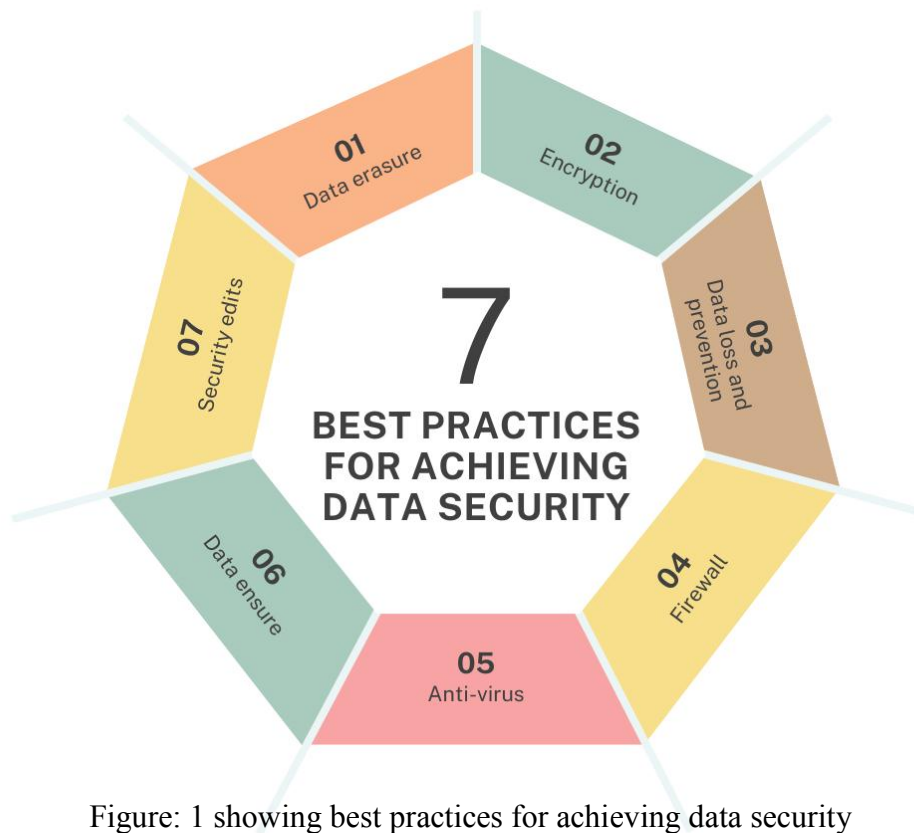 7
BEST PRACTICES
FOR ACHIEVING
DATA SECURITY
01
Data erasure
02
Encryption
03
Data loss and
prevention
04
Firewall
05
Anti-virus
06
Data ensure
07
Security edits
Figure: 1 showing best practices for achieving data security